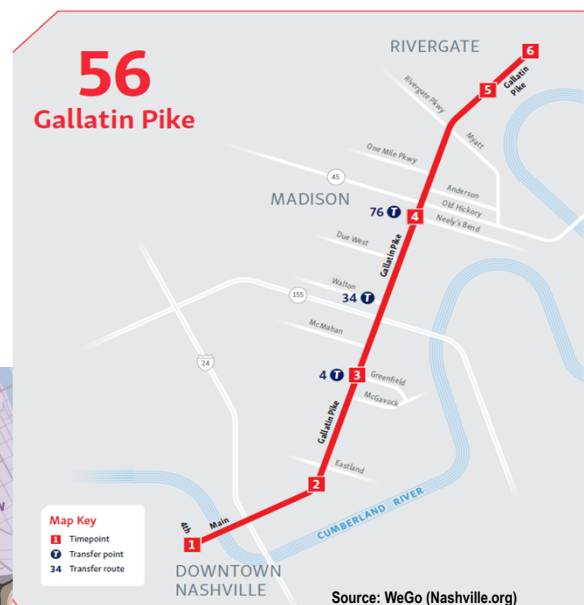 56
Gallatin Pike
RIVERGATE
6
5
Gallatin
Pike
Rivergate Pkwy
Myatt
One Mile Pkwy
45
MADISON
Anderson
Old Hickory
Neely's Bend
76 T
4
Due West
Gallatin Pike
Walton
155
34 T
McMahan
24
4 T
3
Greenfield
McGavock
Gallatin Pike
Eastland
2
CUMBERLAND RIVER
4th
Main
1
DOWNTOWN
NASHVILLE
Map Key
1 Timepoint
T Transfer point
34 Transfer route
Source: WeGo (Nashville.org)